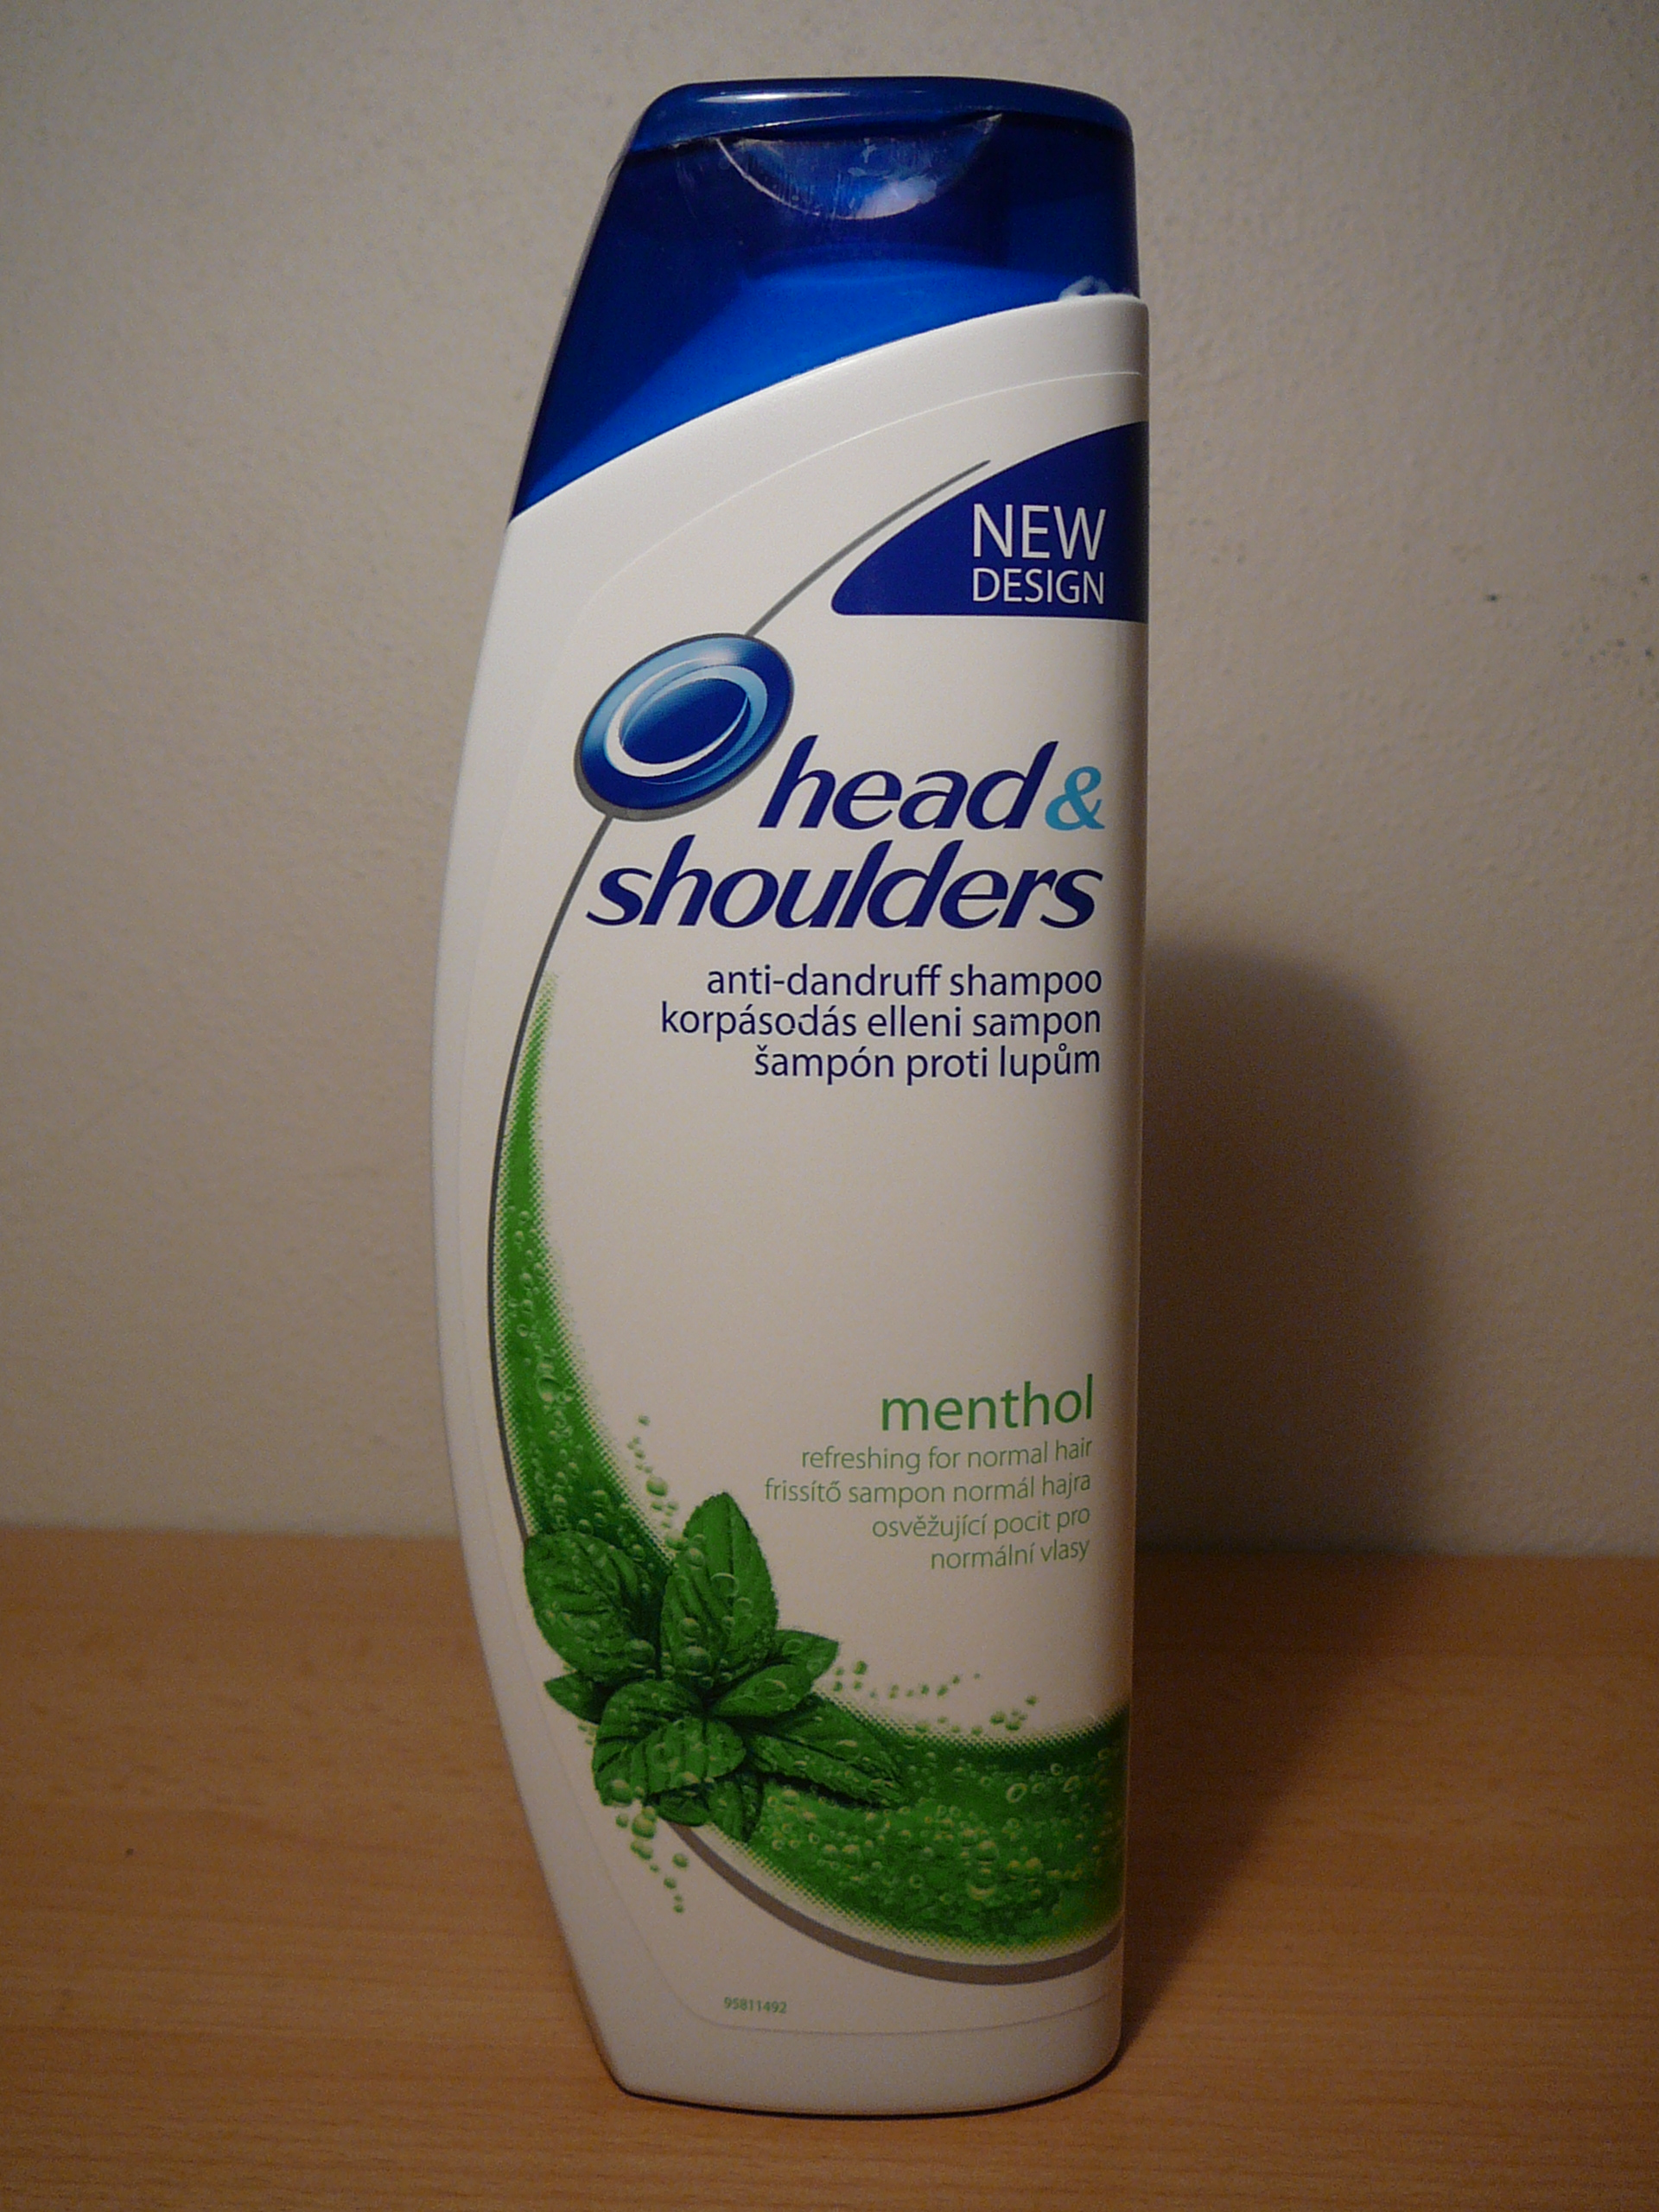 NEW
DESIGN
head &
shoulders
anti-dandruff shampoo
korpásodás elleni sampon
šampón proti lupům
menthol
refreshing for normal hair
frissítő sampon normál hajra
osvěžující pocit pro
normální vlasy
95811492